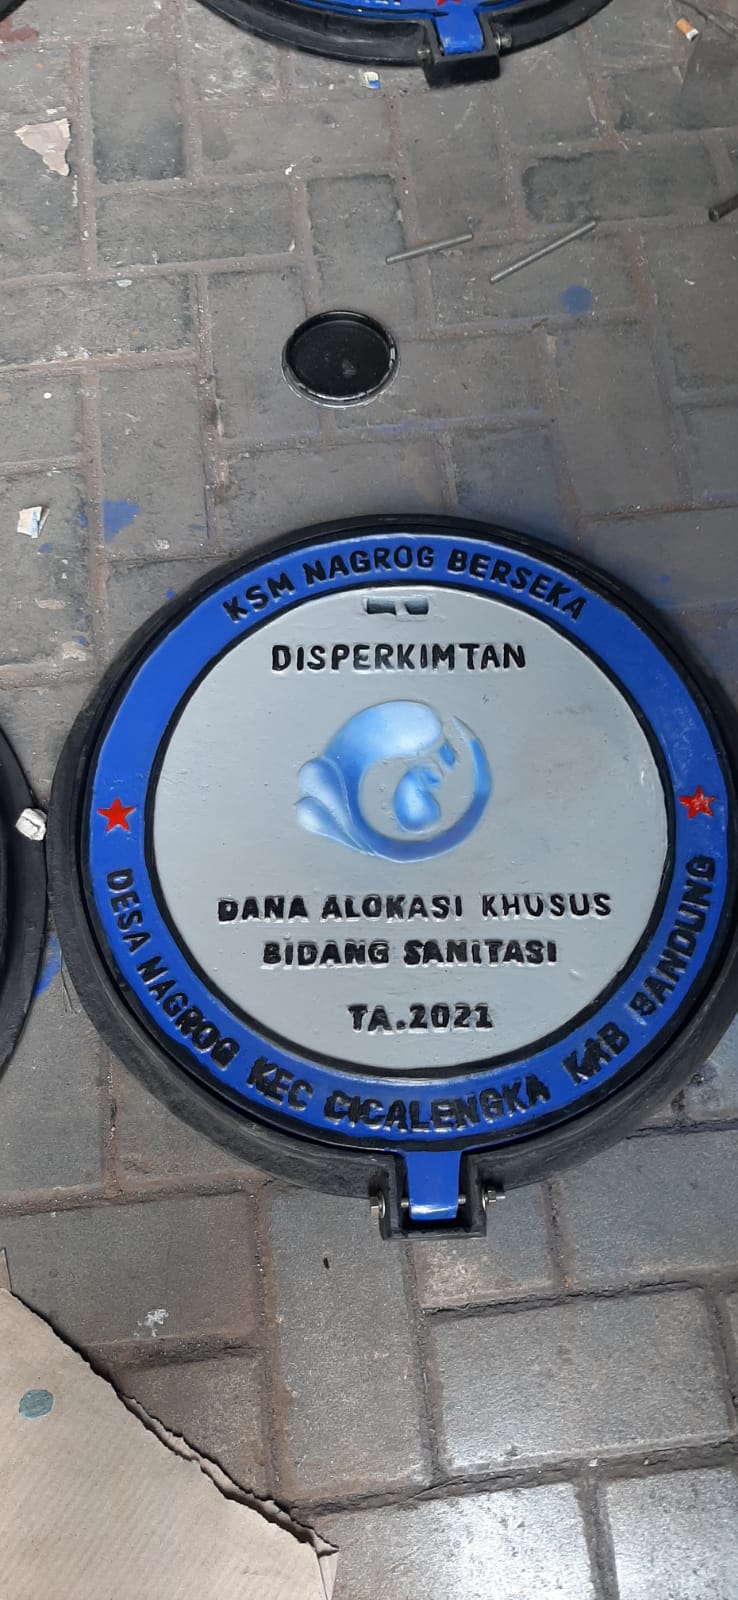 KSM NAGROG BERSEKA
DISPERKIMTAN
DANA ALOKASI KHUSUS
BIDANG SANITASI
TA.2021
DESA NAGROG KEC CICALENGKA KAB BANDUNG